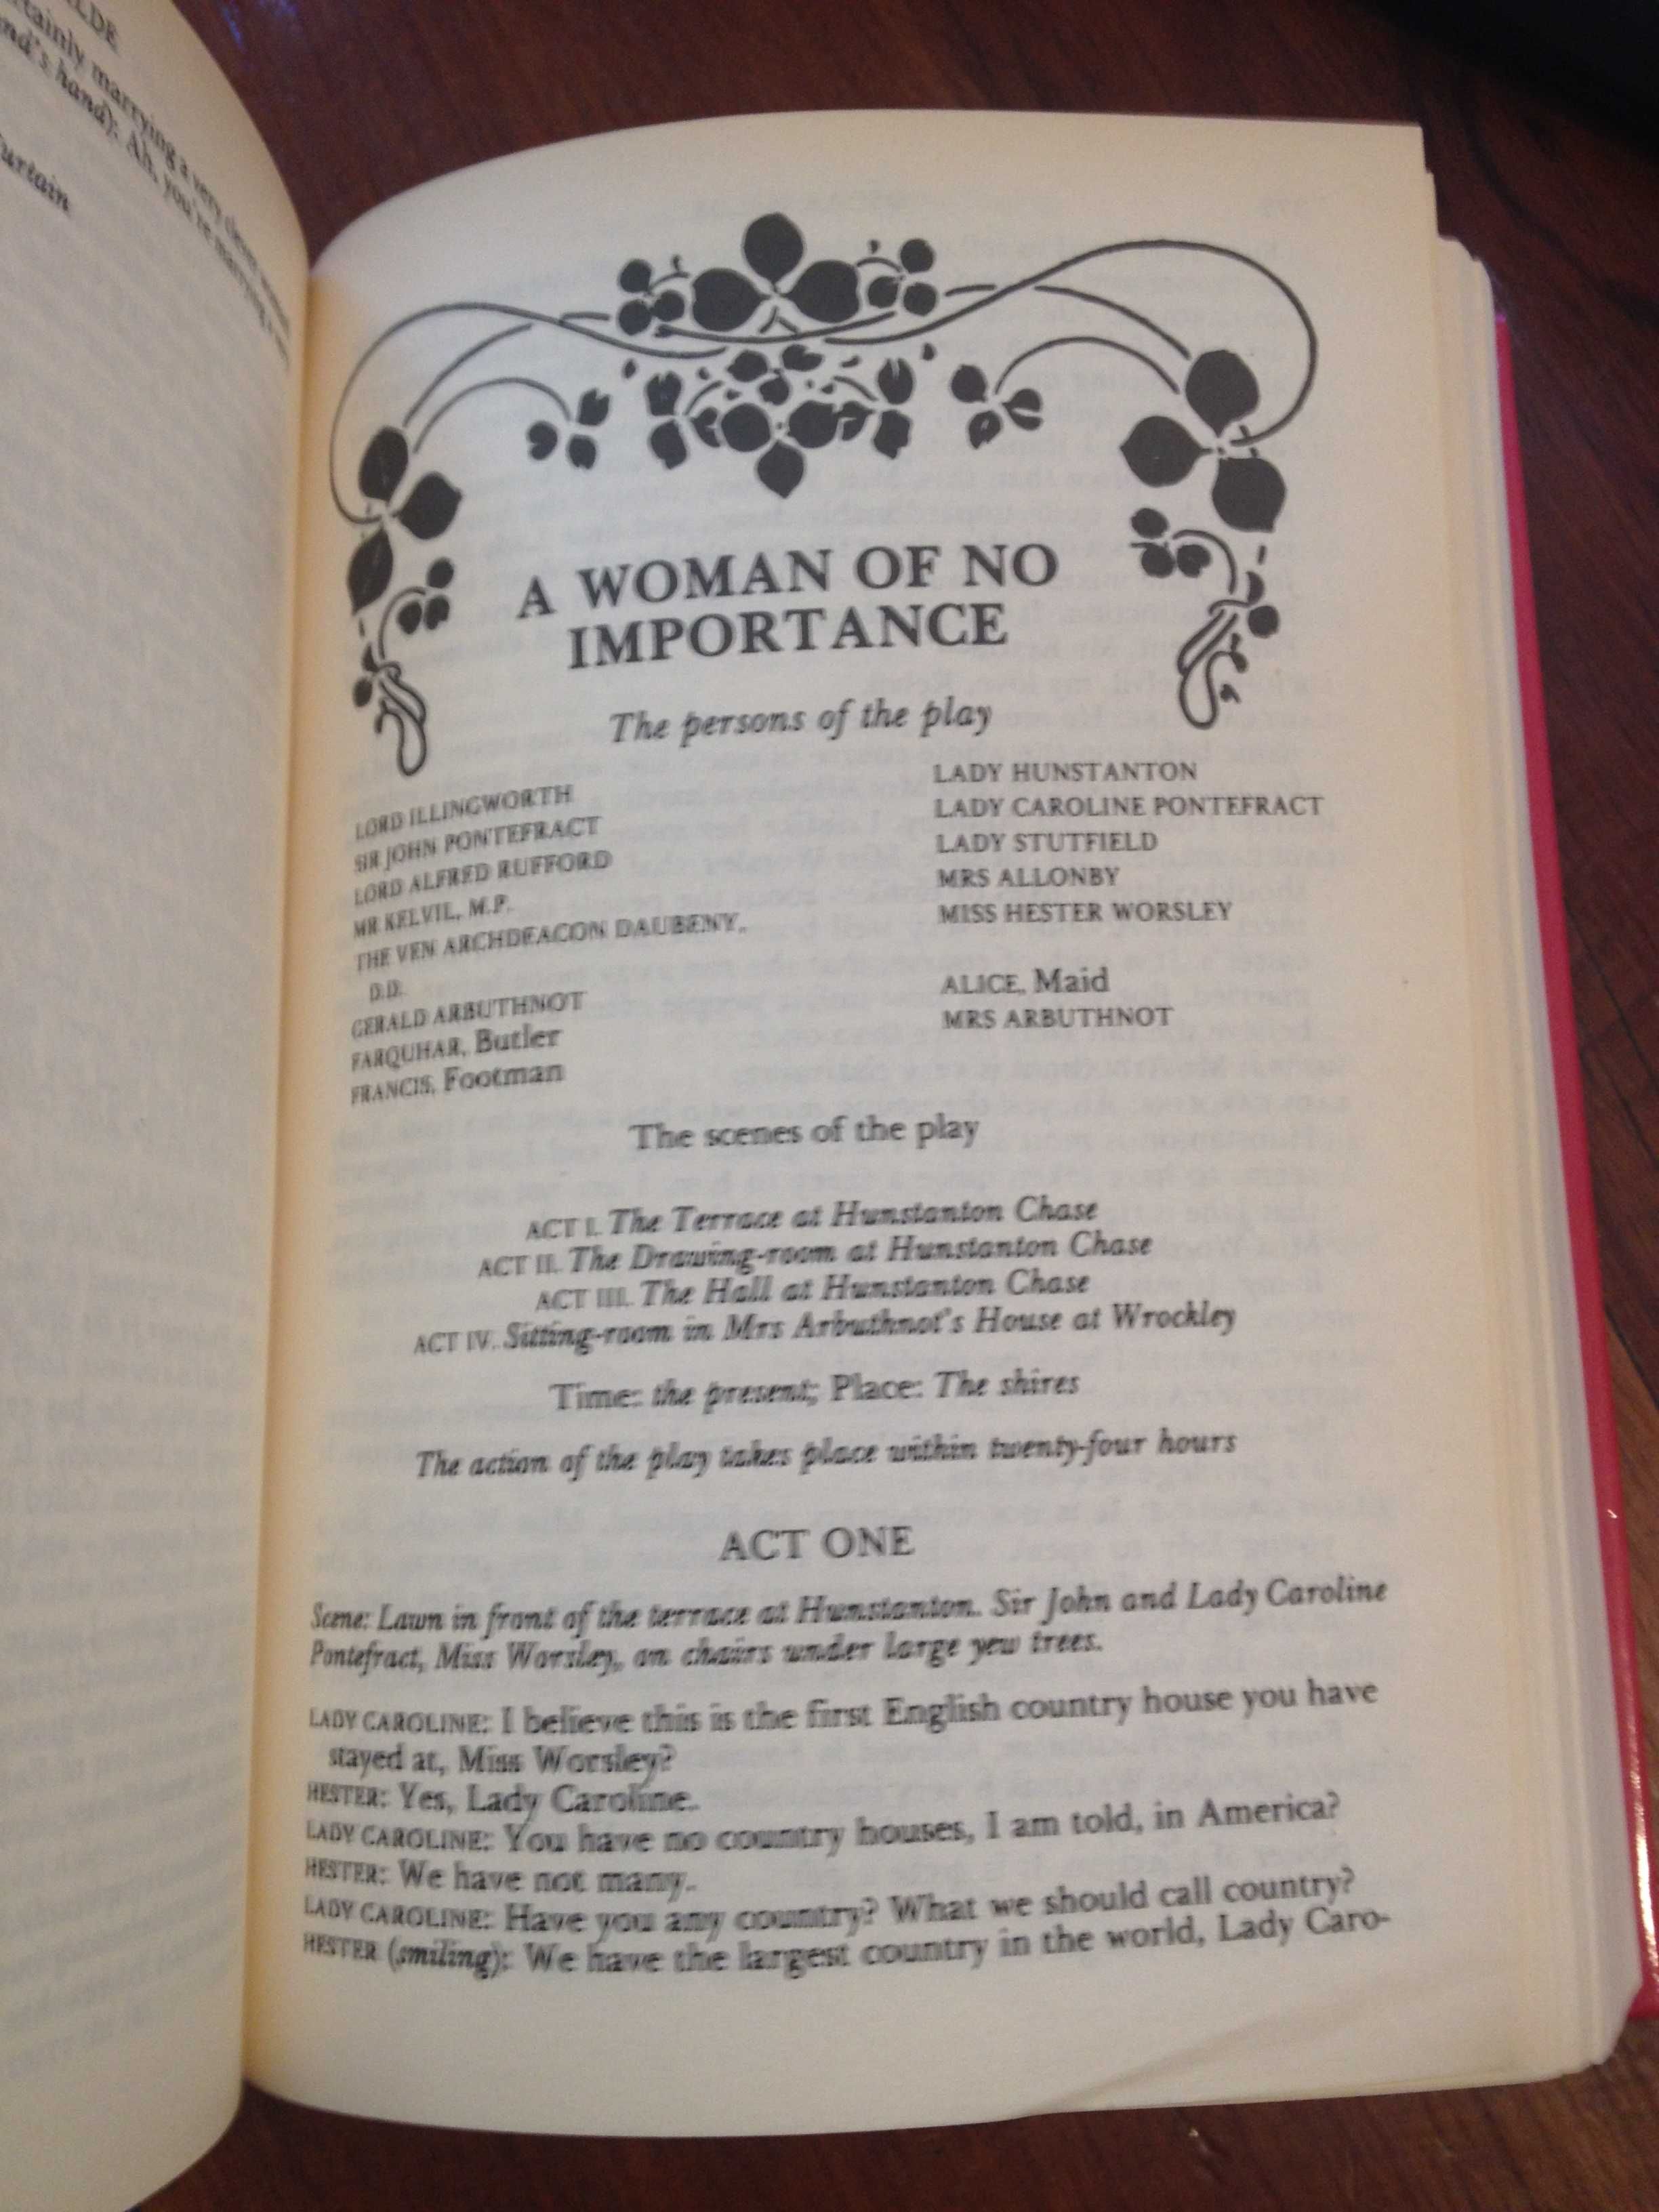 tainly marrying a very clever
hand): Ah, you're marrying a
urtain
A WOMAN OF NO
IMPORTANCE
The persons of the play
LORD ILLINGWORTH
SIR JOHN PONTEFRACT
LORD ALFRED RUFFORD
MR KELVIL, M.P.
THE VEN ARCHDEACON DAUBENY,
D.D.
GERALD ARBUTHNOT
FARQUHAR, Butler
FRANCIS, Footman
LADY HUNSTANTON
LADY CAROLINE PONTEFRACT
LADY STUTFIELD
MRS ALLONBY
MISS HESTER WORSLEY
ALICE, Maid
MRS ARBUTHNOT
The scenes of the play
ACT I. The Terrace at Hunstanton Chase
ACT II. The Drawing-room at Hunstanton Chase
ACT III. The Hall at Hunstanton Chase
ACT IV. Sitting-room in Mrs Arbuthnot's House at Wrockley
Time: the present; Place: The shires
The action of the play takes place within twenty-four hours
ACT ONE
Scene: Lawn in front of the terrace at Hunstanton. Sir John and Lady Caroline
Pontefract, Miss Worsley, on chairs under large yew trees.
LADY CAROLINE: I believe this is the first English country house you have
stayed at, Miss Worsley?
HESTER: Yes, Lady Caroline.
LADY CAROLINE: You have no country houses, I am told, in America?
HESTER: We have not many.
LADY CAROLINE: Have you any country? What we should call country?
HESTER (smiling): We have the largest country in the world, Lady Caro-